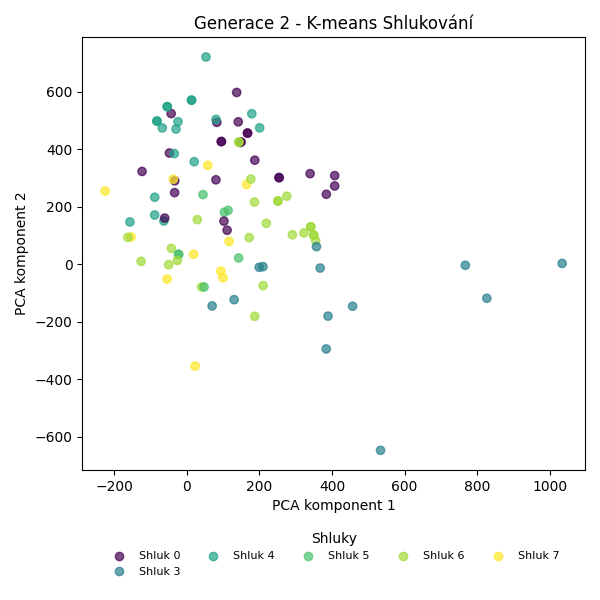 Generace 2 - K-means Shlukování
PCA komponent 2
600
400
200
0
−200
−400
−600
−200 0 200 400 600 800 1000
PCA komponent 1
Shluky
Shluk 0 Shluk 4 Shluk 5 Shluk 6 Shluk 7
Shluk 3